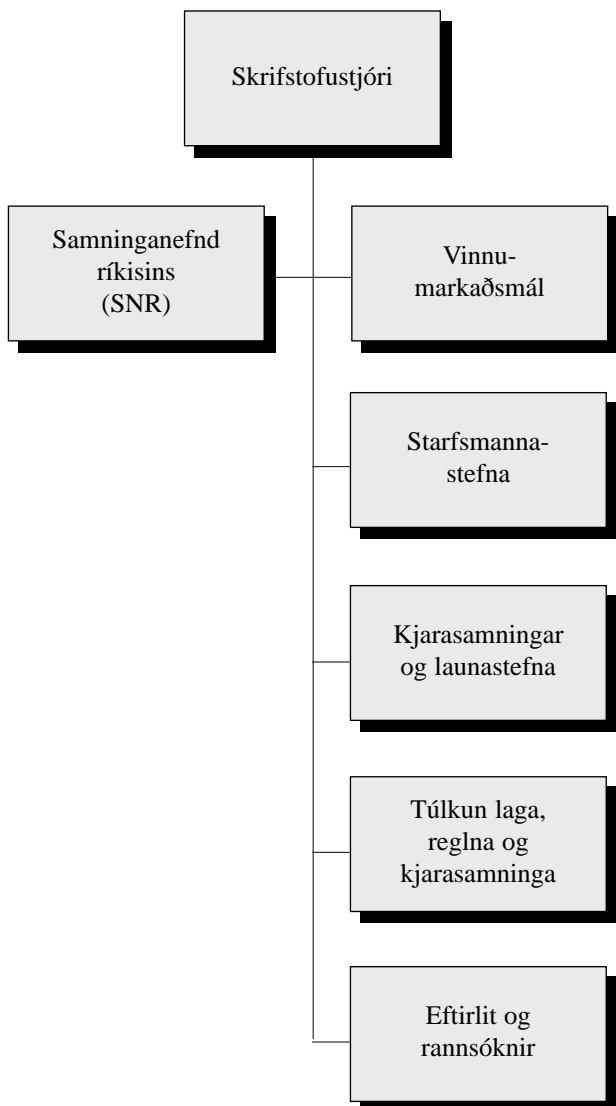 Skrifstofustjóri
Samninganefnd
ríkisins
(SNR)
Vinnu-
markaðsmál
Starfsmanna-
stefna
Kjarasamningar
og launastefna
Túlkun laga,
reglna og
kjarasamninga
Eftirlit og
rannsóknir